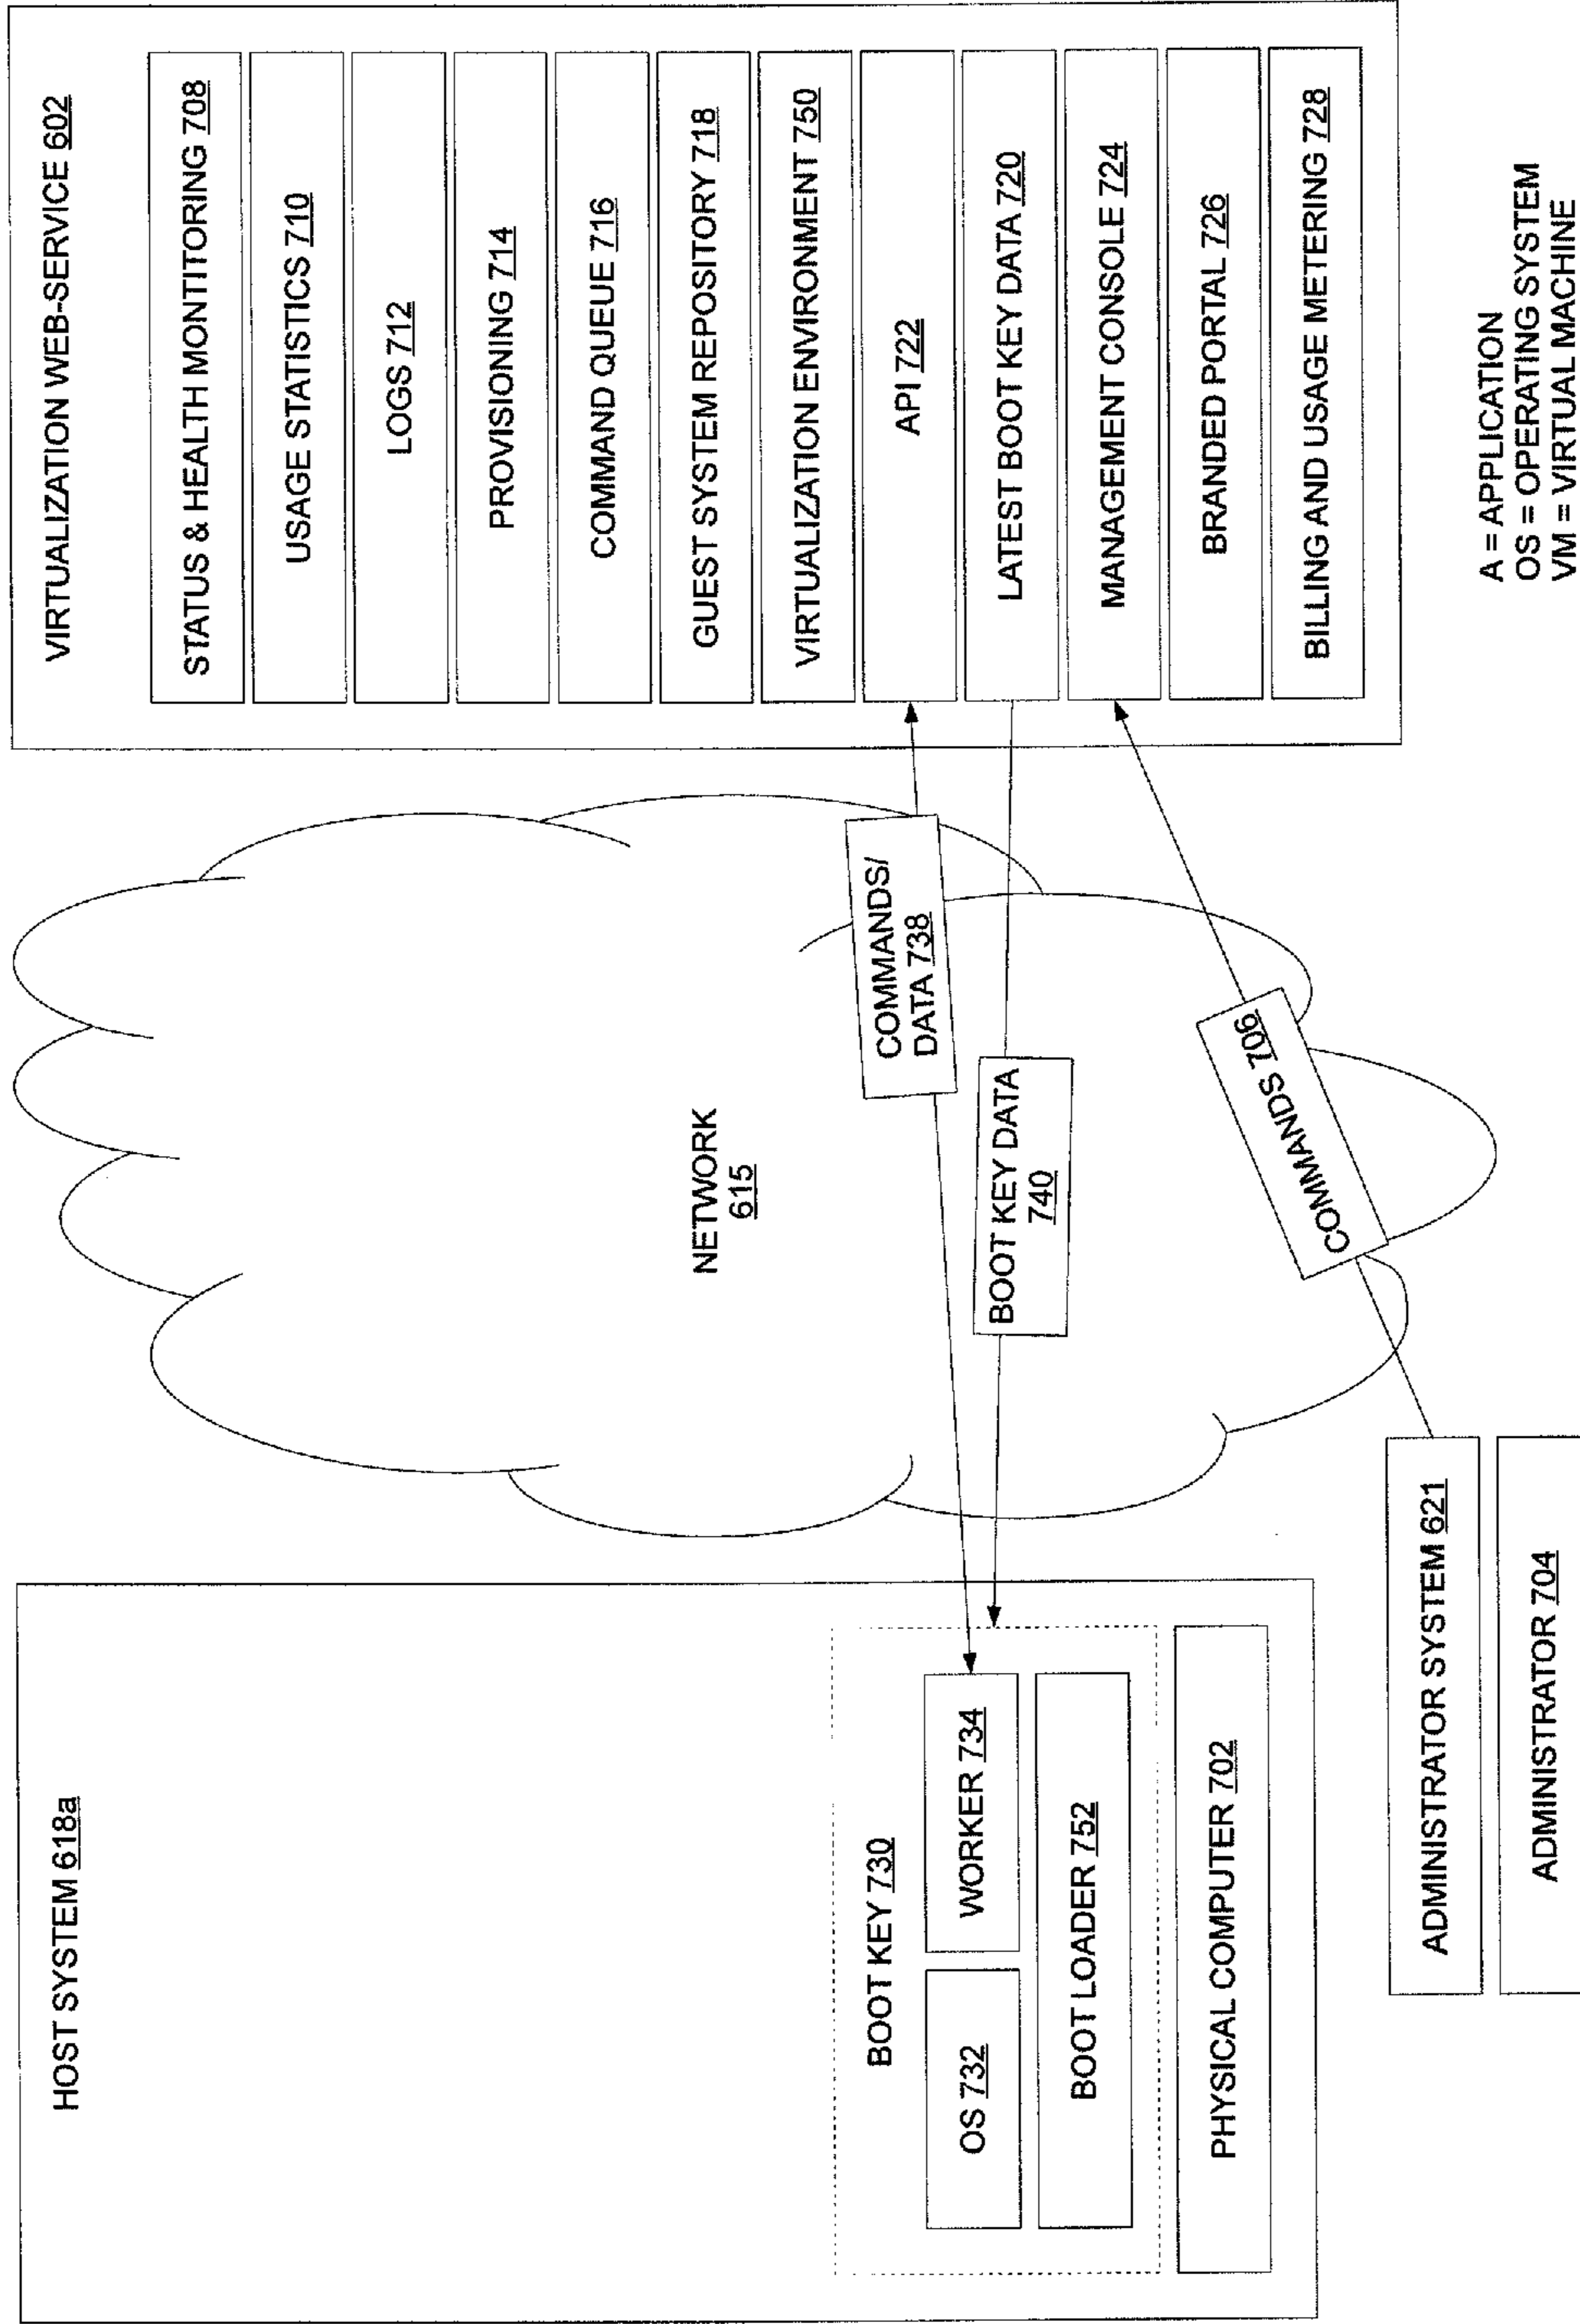 HOST SYSTEM 618a
BOOT KEY 730
OS 732
WORKER 734
BOOT LOADER 752
PHYSICAL COMPUTER 702
ADMINISTRATOR SYSTEM 621
ADMINISTRATOR 704
NETWORK
615
COMMANDS/
DATA 738
BOOT KEY DATA
740
COMMANDS 706
VIRTUALIZATION WEB-SERVICE 602
STATUS & HEALTH MONTITORING 708
USAGE STATISTICS 710
LOGS 712
PROVISIONING 714
COMMAND QUEUE 716
GUEST SYSTEM REPOSITORY 718
VIRTUALIZATION ENVIRONMENT 750
API 722
LATEST BOOT KEY DATA 720
MANAGEMENT CONSOLE 724
BRANDED PORTAL 726
BILLING AND USAGE METERING 728
A = APPLICATION
OS = OPERATING SYSTEM
VM = VIRTUAL MACHINE